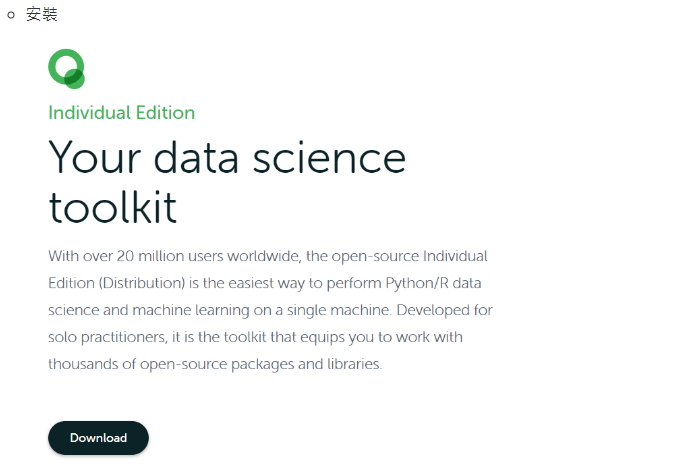 安裝
Individual Edition
Your data science
toolkit
With over 20 million users worldwide, the open-source Individual
Edition (Distribution) is the easiest way to perform Python/R data
science and machine learning on a single machine. Developed for
solo practitioners, it is the toolkit that equips you to work with
thousands of open-source packages and libraries.
Download